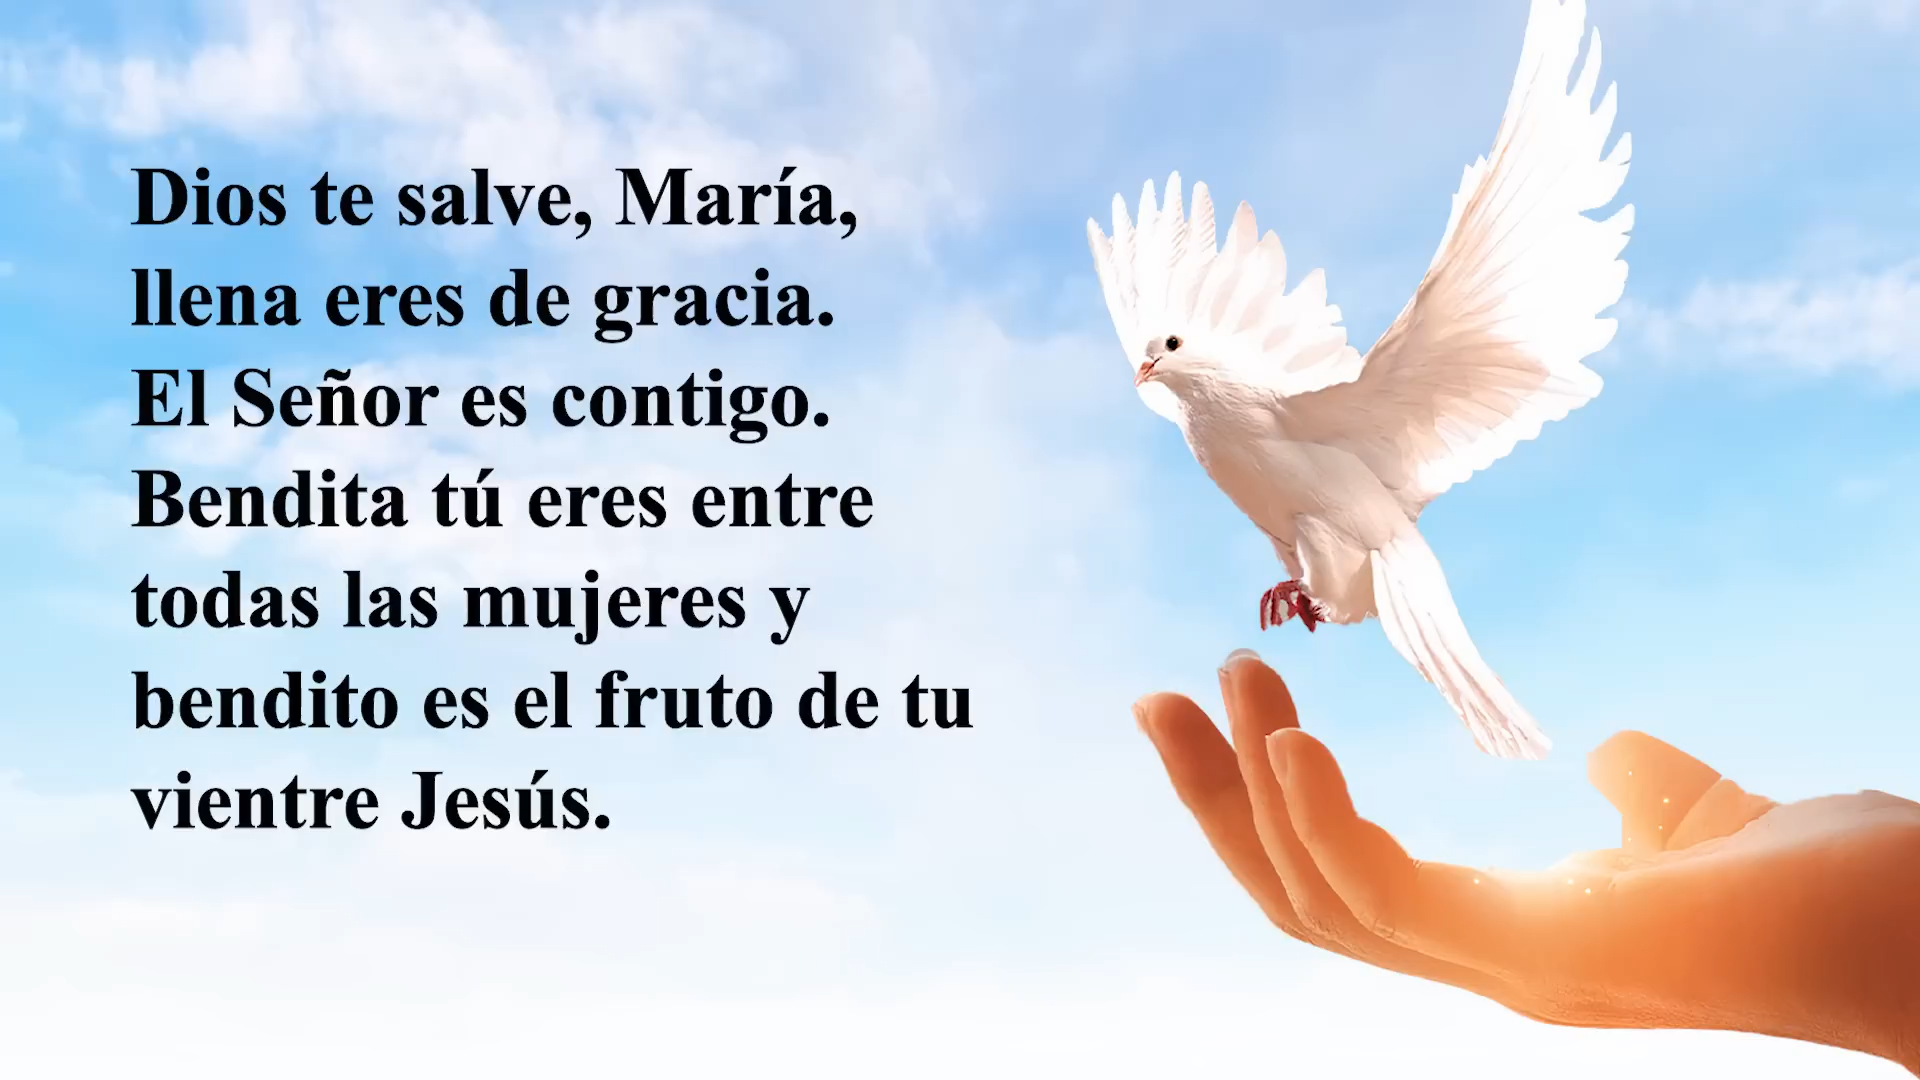 Dios te salve, María,
llena eres de gracia.
El Señor es contigo.
Bendita tú eres entre
todas las mujeres y
bendito es el fruto de tu
vientre Jesús.